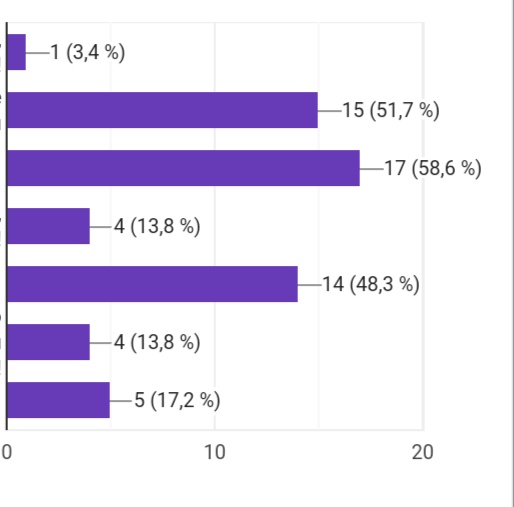 1 (3,4 %)
15 (51,7 %)
17 (58,6 %)
4 (13,8 %)
14 (48,3 %)
4 (13,8 %)
5 (17,2 %)
0 10 20